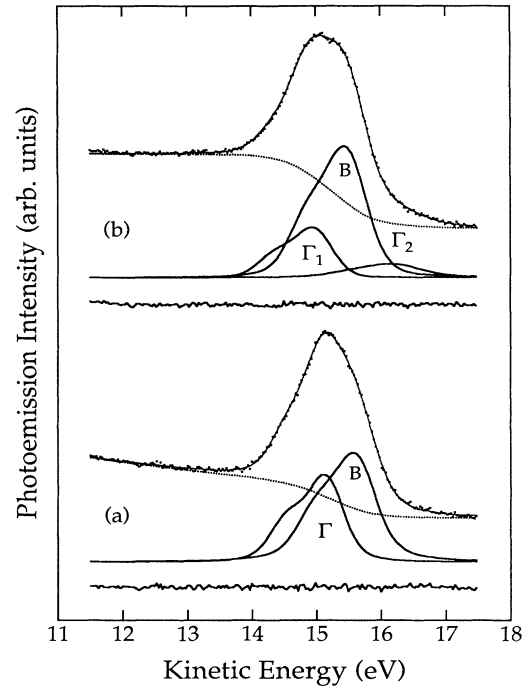 Photoemission Intensity (arb. units)
(b)
B
Γ1
Γ2
(a)
B
Γ
11 12 13 14 15 16 17 18
Kinetic Energy (eV)